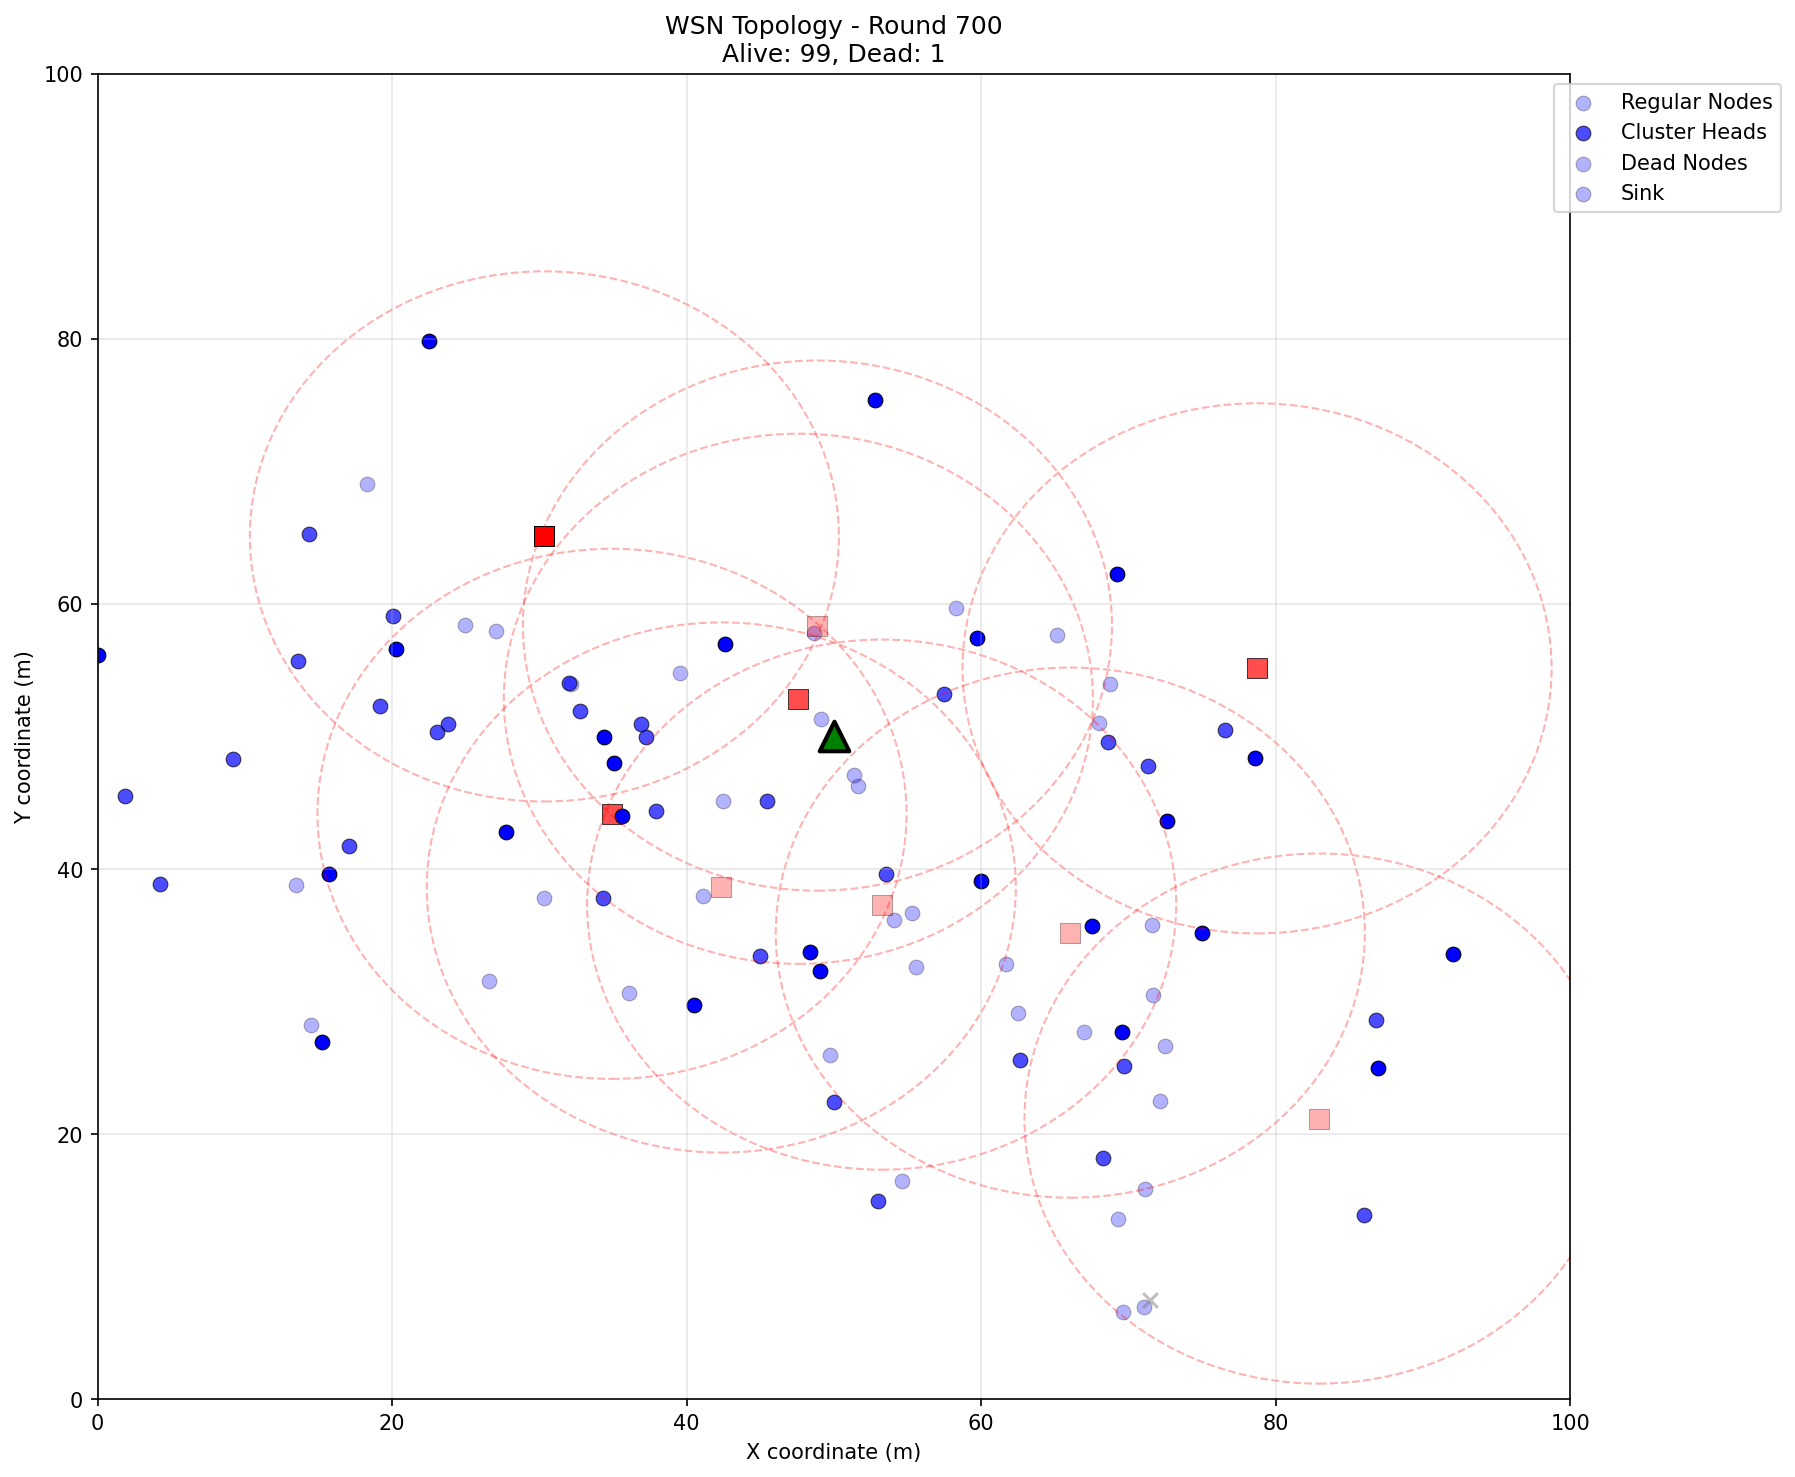 WSN Topology - Round 700
Alive: 99, Dead: 1
Regular Nodes
Cluster Heads
Dead Nodes
Sink
Y coordinate (m)
100
80
60
40
20
0
0 20 40 60 80 100
X coordinate (m)